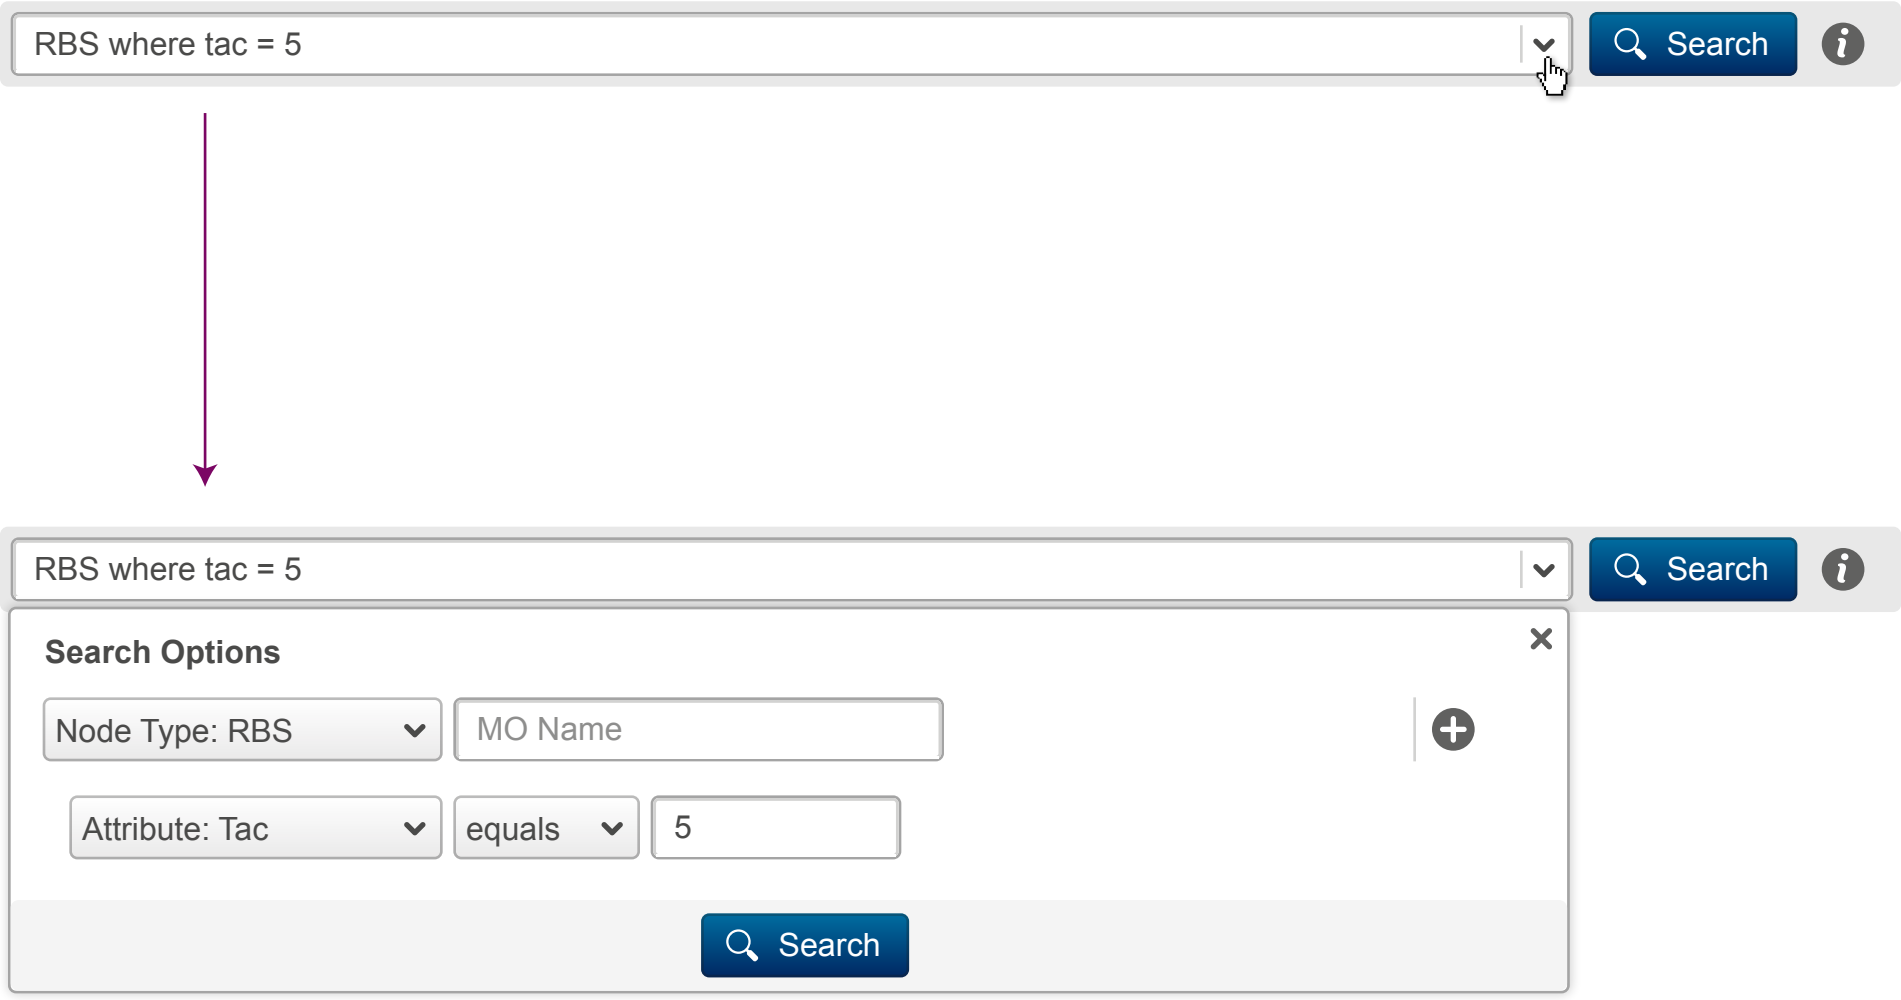 RBS where tac = 5
Search
RBS where tac = 5
Search
Search Options
Node Type: RBS
MO Name
Attribute: Tac
equals
5
Search